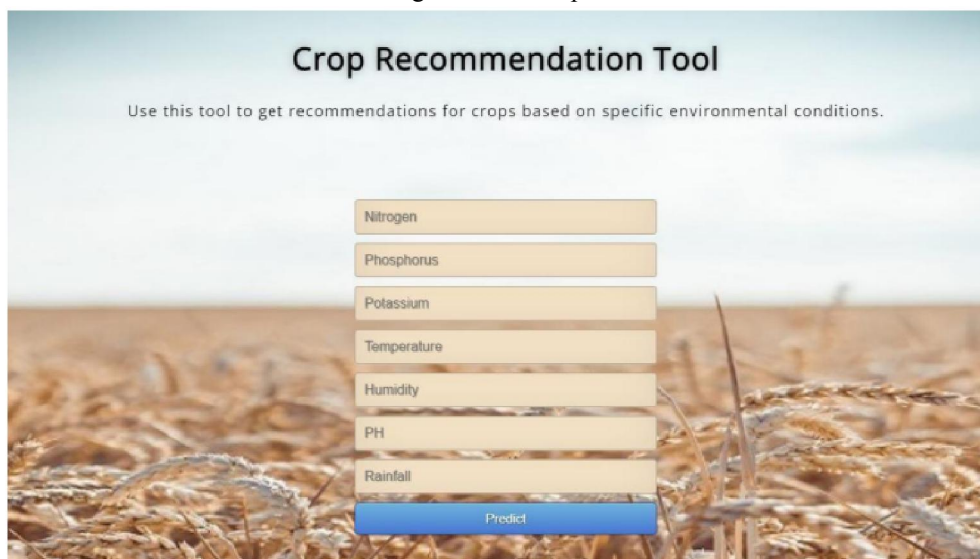 Crop Recommendation Tool
Use this tool to get recommendations for crops based on specific environmental conditions.
Nitrogen
Phosphorus
Potassium
Temperature
Humidity
PH
Rainfall
Predict